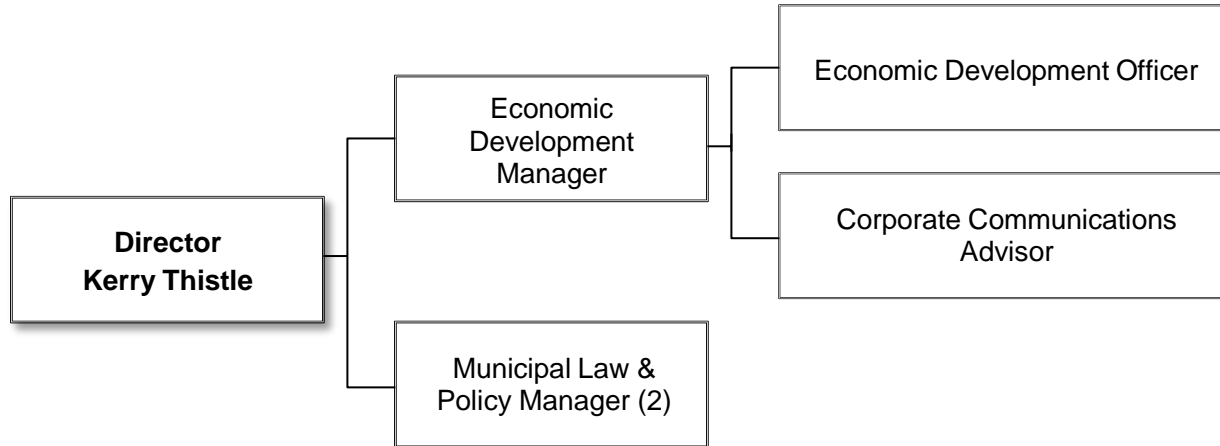 Director
Kerry Thistle
Economic
Development
Manager
Municipal Law &
Policy Manager (2)
Economic Development Officer
Corporate Communications
Advisor